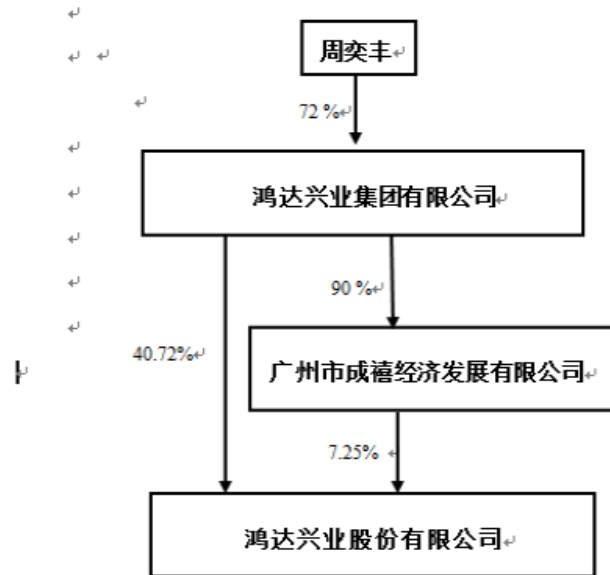 周奕丰
72 %
鸿达兴业集团有限公司
90 %
40.72%
广州市成禧经济发展有限公司
7.25%
鸿达兴业股份有限公司